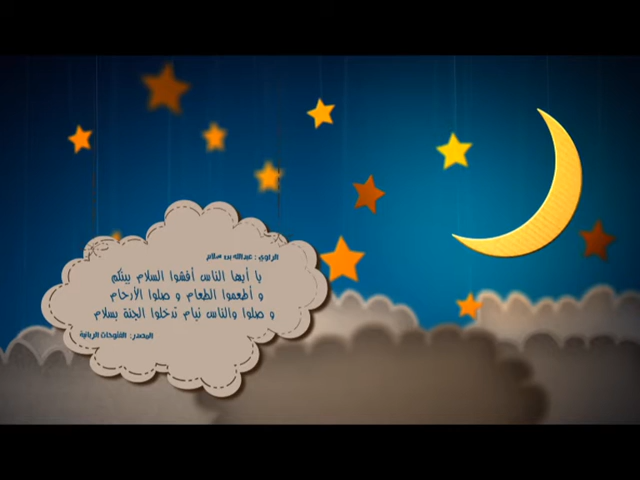 الراوي : عبدالله بن سلام
يا أيها الناس أفشوا السلام بينكم
و أطعموا الطعام و صلوا الأرحام
و صلوا والناس نيام تدخلوا الجنة بسلام
المصدر: الفتوحات الربانية